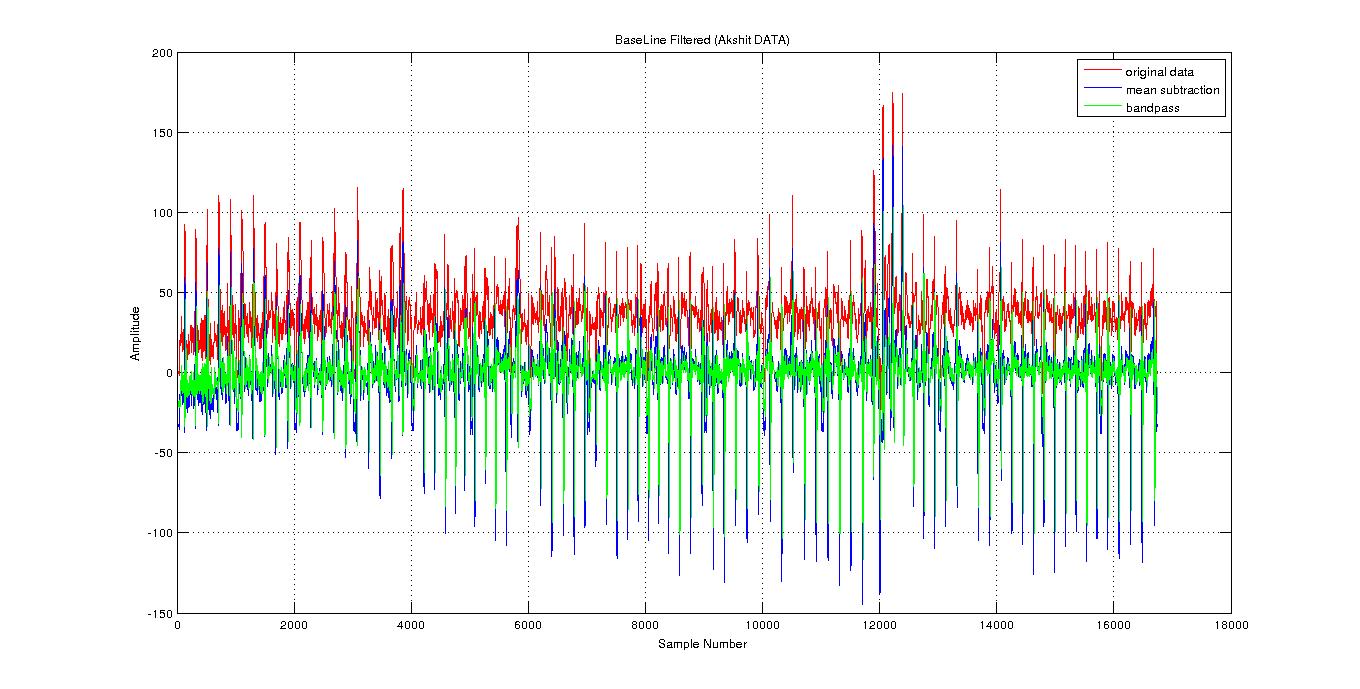 BaseLine Filtered (Akshit DATA)
200
150
100
50
0
-50
-100
-150
Amplitude
original data
mean subtraction
bandpass
0 2000 4000 6000 8000 10000 12000 14000 16000 18000
Sample Number